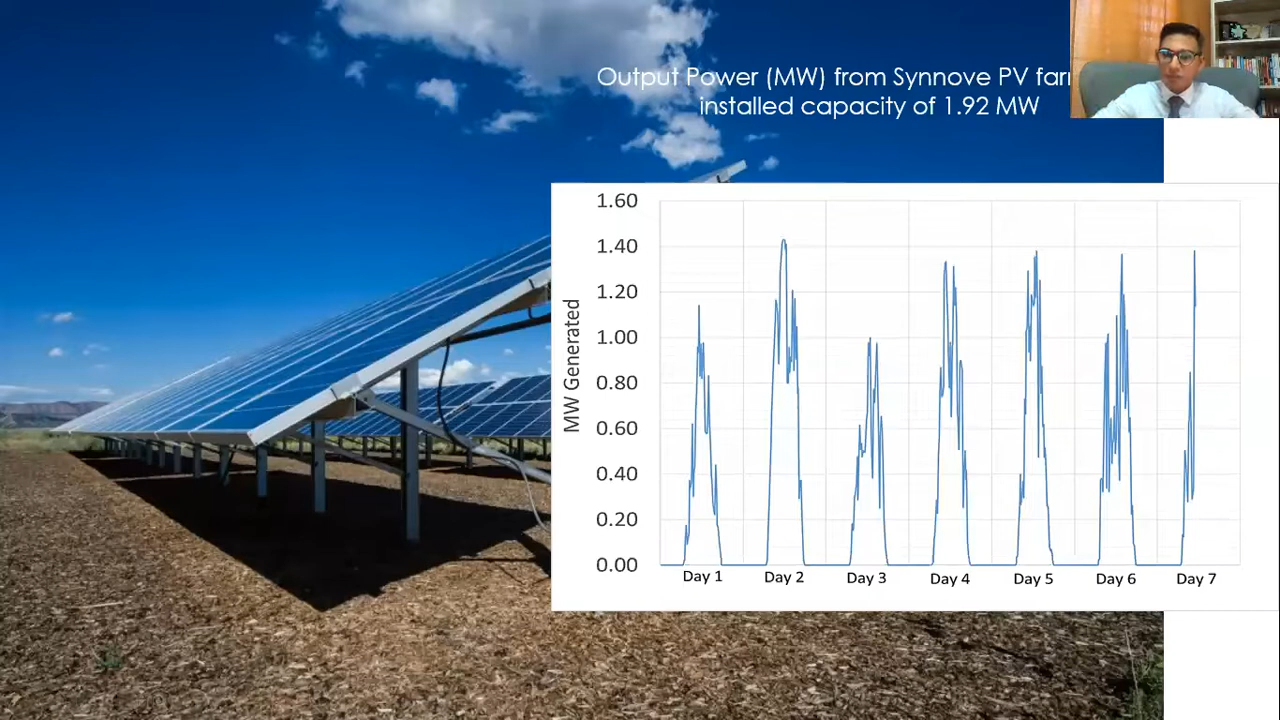 Output Power (MW) from Synnove PV
installed capacity of 1.92 MW
1.60
1.40
1.20
1.00
0.80
0.60
0.40
0.20
0.00
MW Generated
Day 1 Day 2 Day 3 Day 4 Day 5 Day 6 Day 7